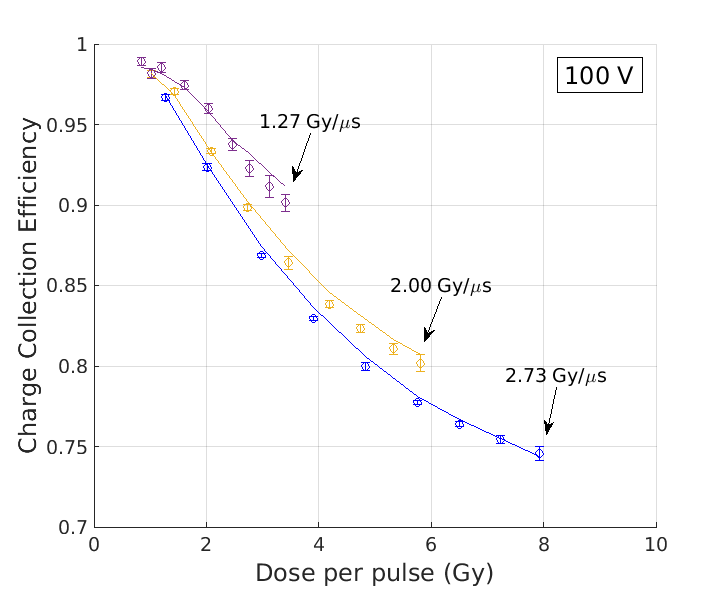 1
100 V
1.27 Gy/μs
0.95
0.9
2.00 Gy/μs
0.85
0.8
2.73 Gy/μs
0.75
0.7
0 2 4 6 8 10
Charge Collection Efficiency
Dose per pulse (Gy)